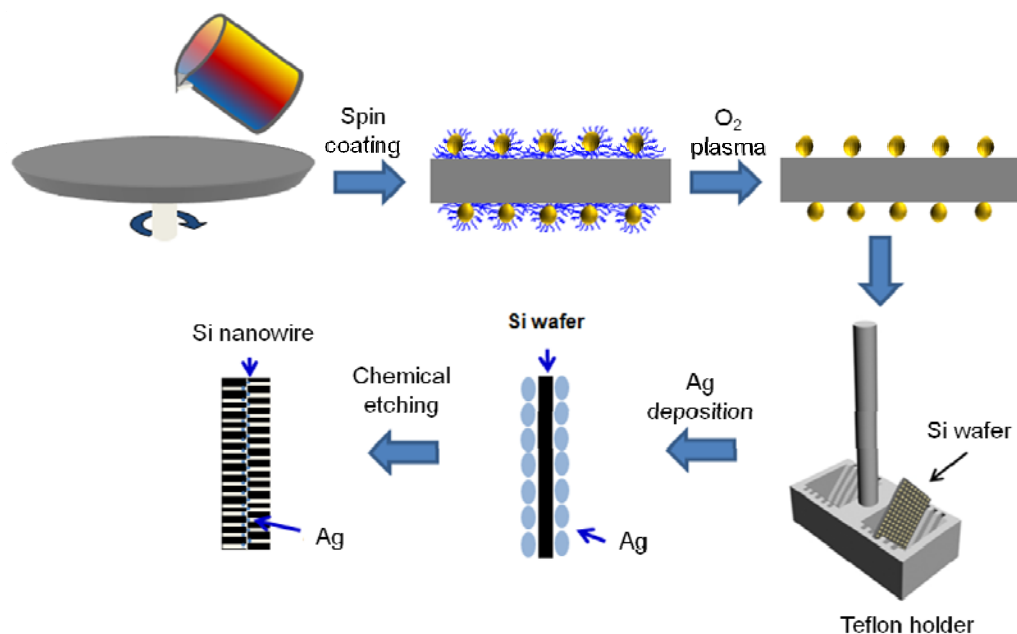 Spin
coating
O₂
plasma
Si nanowire
Si wafer
Chemical
etching
Ag
deposition
Si wafer
Ag
Ag
Teflon holder